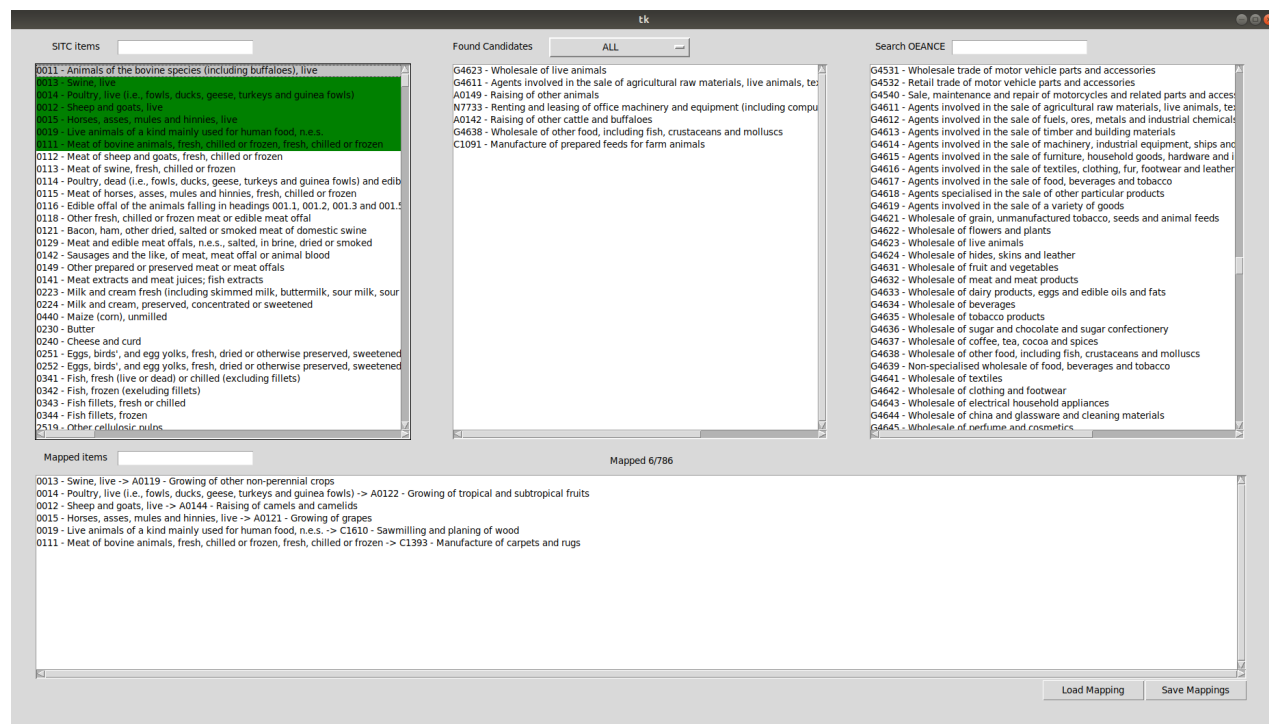 tk
SITC items
Found Candidates
ALL
Search OEANCE
0011 - Animals of the bovine species (including buffaloes), live
0013 - Swine, live
0014 - Poultry, live (i.e., fowls, ducks, geese, turkeys and guinea fowls)
0012 - Sheep and goats, live
0015 - Horses, asses, mules and hinnies, live
0019 - Live animals of a kind mainly used for human food, n.e.s.
0111 - Meat of bovine animals, fresh, chilled or frozen, fresh, chilled or frozen
0112 - Meat of sheep and goats, fresh, chilled or frozen
0113 - Meat of swine, fresh, chilled or frozen
0114 - Poultry, dead (i.e., fowls, ducks, geese, turkeys and guinea fowls) and edib
0115 - Meat of horses, asses, mules and hinnies, fresh, chilled or frozen
0116 - Edible offal of the animals falling in headings 001.1, 001.2, 001.3 and 001.5
0118 - Other fresh, chilled or frozen meat or edible meat offal
0121 - Bacon, ham, other dried, salted or smoked meat of domestic swine
0129 - Meat and edible meat offals, n.e.s., salted, in brine, dried or smoked
0142 - Sausages and the like, of meat, meat offal or animal blood
0149 - Other prepared or preserved meat or meat offals
0141 - Meat extracts and meat juices; fish extracts
0223 - Milk and cream fresh (including skimmed milk, buttermilk, sour milk, sour
0224 - Milk and cream, preserved, concentrated or sweetened
0440 - Maize (corn), unmilled
0230 - Butter
0240 - Cheese and curd
0251 - Eggs, birds', and egg yolks, fresh, dried or otherwise preserved, sweetened
0252 - Eggs, birds', and egg yolks, fresh, dried or otherwise preserved, sweetened
0341 - Fish, fresh (live or dead) or chilled (excluding fillets)
0342 - Fish, frozen (exeluding fillets)
0343 - Fish fillets, fresh or chilled
0344 - Fish fillets, frozen
2519 - Other cellulosic pulps
G4623 - Wholesale of live animals
G4611 - Agents involved in the sale of agricultural raw materials, live animals, tex
A0149 - Raising of other animals
N7733 - Renting and leasing of office machinery and equipment (including compu
A0142 - Raising of other cattle and buffaloes
G4638 - Wholesale of other food, including fish, crustaceans and molluscs
C1091 - Manufacture of prepared feeds for farm animals
G4531 - Wholesale trade of motor vehicle parts and accessories
G4532 - Retail trade of motor vehicle parts and accessories
G4540 - Sale, maintenance and repair of motorcycles and related parts and access
G4611 - Agents involved in the sale of agricultural raw materials, live animals, tex
G4612 - Agents involved in the sale of fuels, ores, metals and industrial chemicals
G4613 - Agents involved in the sale of timber and building materials
G4614 - Agents involved in the sale of machinery, industrial equipment, ships and
G4615 - Agents involved in the sale of furniture, household goods, hardware and i
G4616 - Agents involved in the sale of textiles, clothing, fur, footwear and leather
G4617 - Agents involved in the sale of food, beverages and tobacco
G4618 - Agents specialised in the sale of other particular products
G4619 - Agents involved in the sale of a variety of goods
G4621 - Wholesale of grain, unmanufactured tobacco, seeds and animal feeds
G4622 - Wholesale of flowers and plants
G4623 - Wholesale of live animals
G4624 - Wholesale of hides, skins and leather
G4631 - Wholesale of fruit and vegetables
G4632 - Wholesale of meat and meat products
G4633 - Wholesale of dairy products, eggs and edible oils and fats
G4634 - Wholesale of beverages
G4635 - Wholesale of tobacco products
G4636 - Wholesale of sugar and chocolate and sugar confectionery
G4637 - Wholesale of coffee, tea, cocoa and spices
G4638 - Wholesale of other food, including fish, crustaceans and molluscs
G4639 - Non-specialised wholesale of food, beverages and tobacco
G4641 - Wholesale of textiles
G4642 - Wholesale of clothing and footwear
G4643 - Wholesale of electrical household appliances
G4644 - Wholesale of china and glassware and cleaning materials
G4645 - Wholesale of perfume and cosmetics
Mapped items
Mapped 6/786
0013 - Swine, live -> A0119 - Growing of other non-perennial crops
0014 - Poultry, live (i.e., fowls, ducks, geese, turkeys and guinea fowls) -> A0122 - Growing of tropical and subtropical fruits
0012 - Sheep and goats, live -> A0144 - Raising of camels and camelids
0015 - Horses, asses, mules and hinnies, live -> A0121 - Growing of grapes
0019 - Live animals of a kind mainly used for human food, n.e.s. -> C1610 - Sawmilling and planing of wood
0111 - Meat of bovine animals, fresh, chilled or frozen, fresh, chilled or frozen -> C1393 - Manufacture of carpets and rugs
Load Mapping
Save Mappings